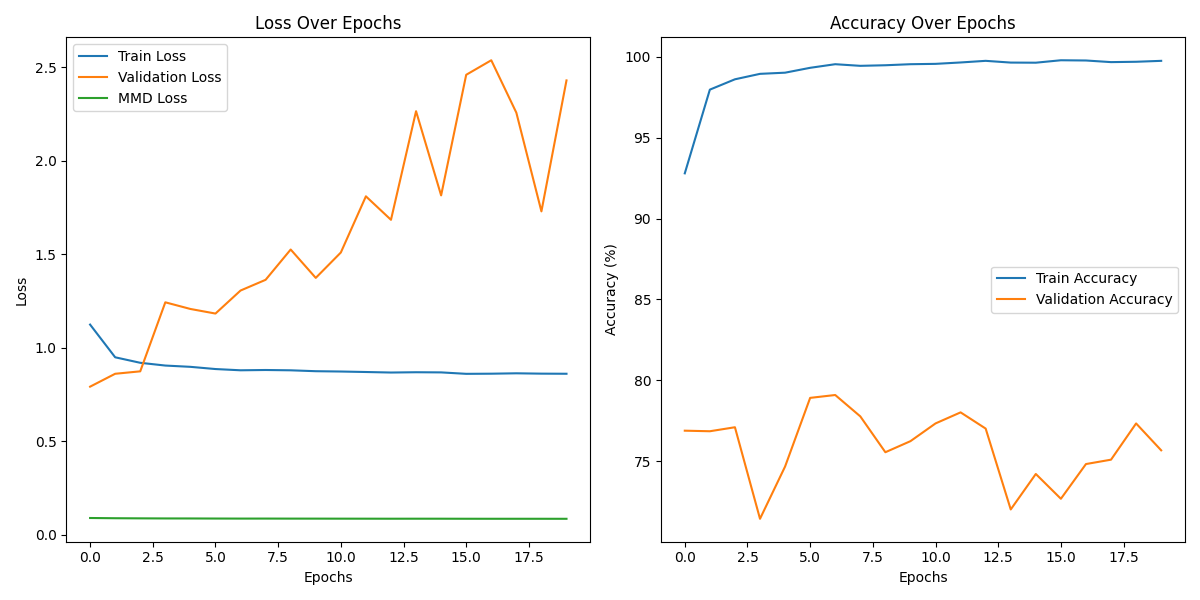 Loss Over Epochs
Train Loss
Validation Loss
MMD Loss
2.5
2.0
1.5
1.0
0.5
0.0
Loss
0.0 2.5 5.0 7.5 10.0 12.5 15.0 17.5
Epochs
Accuracy Over Epochs
100
95
90
85
80
75
Accuracy (%)
Train Accuracy
Validation Accuracy
0.0 2.5 5.0 7.5 10.0 12.5 15.0 17.5
Epochs